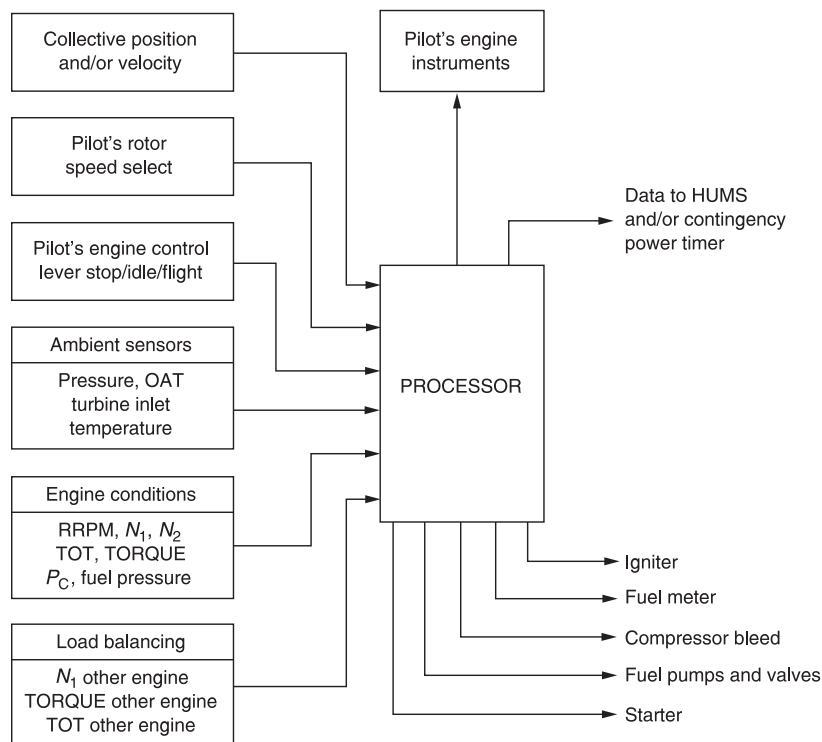 Collective position
and/or velocity
Pilot's engine
instruments
Pilot's rotor
speed select
Data to HUMS
and/or contingency
power timer
Pilot's engine control
lever stop/idle/flight
Ambient sensors
Pressure, OAT
turbine inlet
temperature
PROCESSOR
Engine conditions
RRPM, N1, N2
TOT, TORQUE
PC, fuel pressure
Load balancing
N1 other engine
TORQUE other engine
TOT other engine
Igniter
Fuel meter
Compressor bleed
Fuel pumps and valves
Starter